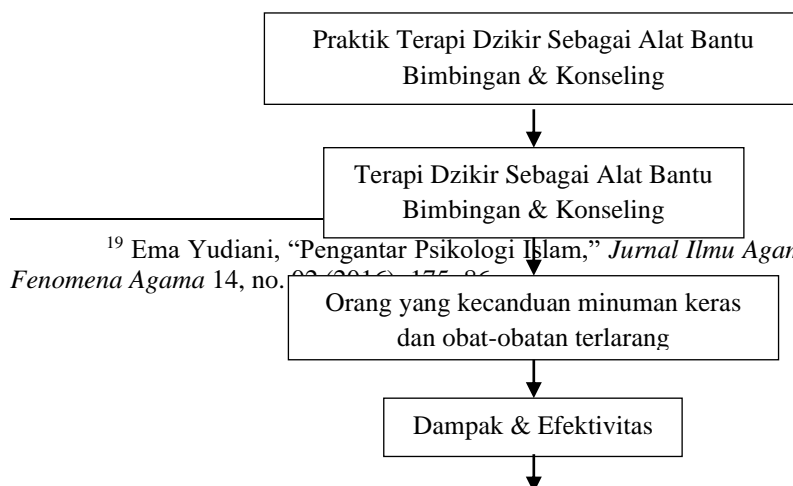 Praktik Terapi Dzikir Sebagai Alat Bantu
Bimbingan & Konseling
Terapi Dzikir Sebagai Alat Bantu
Bimbingan & Konseling
19 Ema Yudiani, “Pengantar Psikologi Islam,” Jurnal Ilmu
Fenomena Agama 14, no.
Orang yang kecanduan minuman keras
dan obat-obatan terlarang
Dampak & Efektivitas